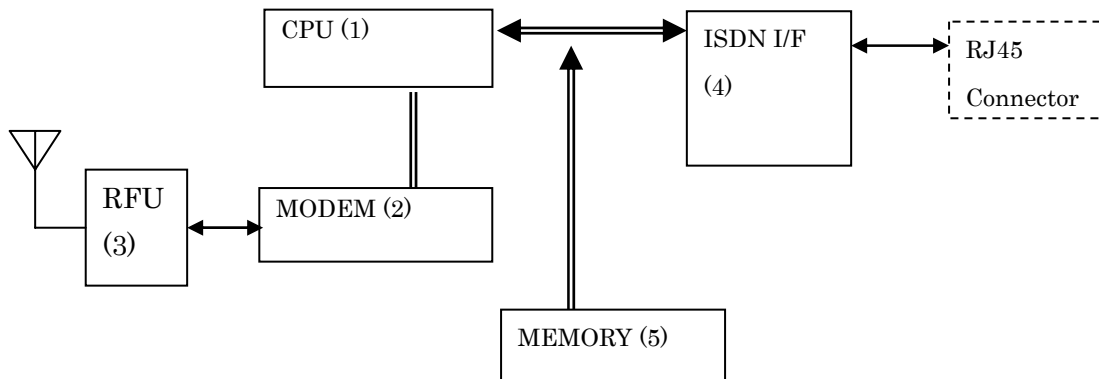 CPU (1)
ISDN I/F
(4)
RJ45
Connector
RFU
(3)
MODEM (2)
MEMORY (5)